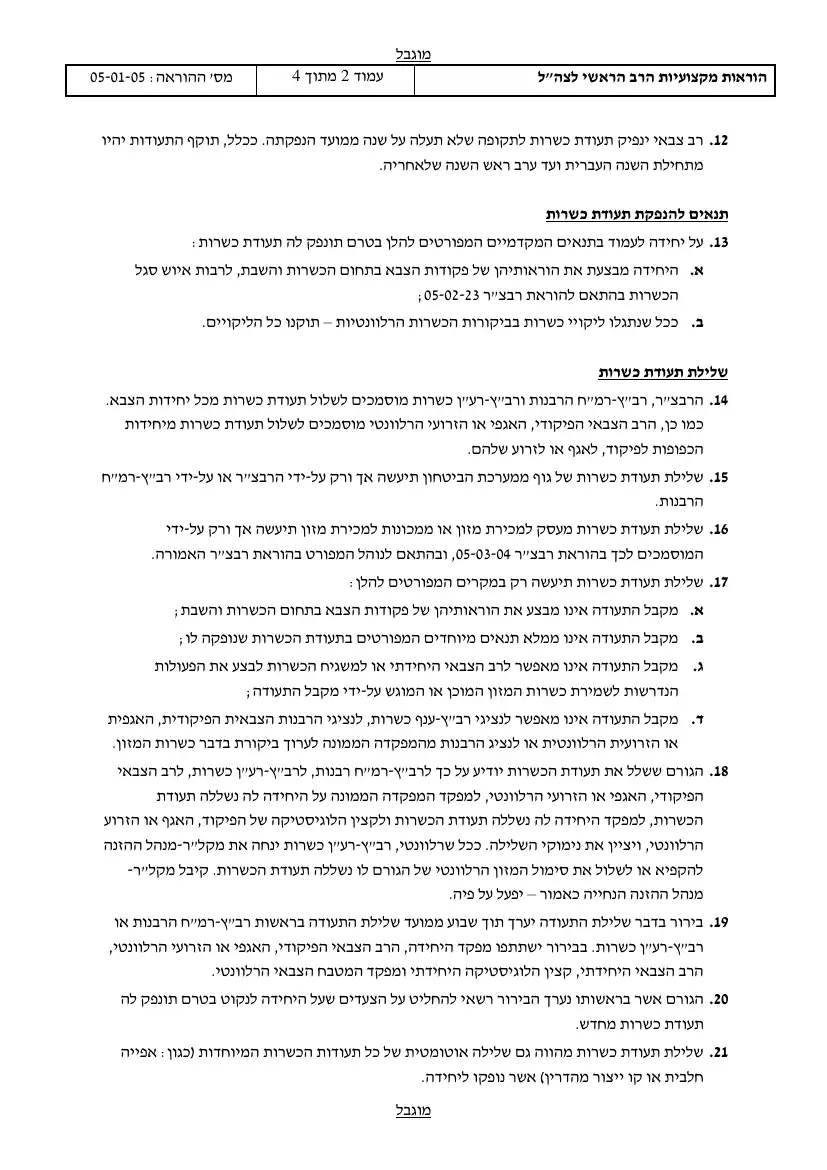 מוגבל
הוראות מקצועיות הרב הראשי לצה״ל עמוד 2 מתוך 4 מס׳ ההוראה: 05-01-05
12. רב צבאי ינפיק תעודת כשרות לתקופה שלא תעלה על שנה ממועד הנפקתה. ככלל, תוקף התעודות יהיו
מתחילת השנה העברית ועד ערב ראש השנה שלאחריה.
תנאים להנפקת תעודת כשרות
13. על יחידה לעמוד בתנאים המקדמיים המפורטים להלן בטרם תונפק לה תעודת כשרות:
א. היחידה מבצעת את הוראותיהן של פקודות הצבא בתחום הכשרות והשבת, לרבות איוש סגל
הכשרות בהתאם להוראת רבצ״ר 05-02-23;
ב. ככל שנתגלו ליקויי כשרות בביקורות הכשרות הרלוונטיות – תוקנו כל הליקויים.
שלילת תעודת כשרות
14. הרבצ״ר, רב״ץ-רמ״ח הרבנות ורב״ץ-רע״ן כשרות מוסמכים לשלול תעודת כשרות מכל יחידות הצבא.
כמו כן, הרב הצבאי הפיקודי, האגפי או הזרועי הרלוונטי מוסמכים לשלול תעודת כשרות מיחידות
הכפופות לפיקוד, לאגף או לזרוע שלהם.
15. שלילת תעודת כשרות של גוף ממערכת הביטחון תיעשה אך ורק על-ידי הרבצ״ר או על-ידי רב״ץ-רמ״ח
הרבנות.
16. שלילת תעודת כשרות מעסק למכירת מזון או ממכונות למכירת מזון תיעשה אך ורק על-ידי
המוסמכים לכך בהוראת רבצ״ר 05-03-04, ובהתאם לנוהל המפורט בהוראת רבצ״ר האמורה.
17. שלילת תעודת כשרות תיעשה רק במקרים המפורטים להלן:
א. מקבל התעודה אינו מבצע את הוראותיהן של פקודות הצבא בתחום הכשרות והשבת;
ב. מקבל התעודה אינו ממלא תנאים מיוחדים המפורטים בתעודת הכשרות שנופקה לו;
ג. מקבל התעודה אינו מאפשר לרב הצבאי היחידתי או למשגיח הכשרות לבצע את הפעולות
הנדרשות לשמירת כשרות המזון המוכן או המוגש על-ידי מקבל התעודה;
ד. מקבל התעודה אינו מאפשר לנציגי רב״ץ-ענף כשרות, לנציגי הרבנות הצבאית הפיקודית, האגפית
או הזרועית הרלוונטית או לנציג הרבנות מהמפקדה הממונה לערוך ביקורת בדבר כשרות המזון.
18. הגורם ששלל את תעודת הכשרות יודיע על כך לרב״ץ-רמ״ח רבנות, לרב״ץ-רע״ן כשרות, לרב הצבאי
הפיקודי, האגפי או הזרועי הרלוונטי, למפקד המפקדה הממונה על היחידה לה נשללה תעודת
הכשרות, למפקד היחידה לה נשללה תעודת הכשרות ולקצין הלוגיסטיקה של הפיקוד, האגף או הזרוע
הרלוונטי, ויציין את נימוקי השלילה. ככל שרלוונטי, רב״ץ-רע״ן כשרות ינחה את מקל״ר-מנהל ההזנה
להקפיא או לשלול את סימול המזון הרלוונטי של הגורם לו נשללה תעודת הכשרות. קיבל מקל״ר-
מנהל ההזנה הנחייה כאמור – יפעל על פיה.
19. בירור בדבר שלילת התעודה יערך תוך שבוע ממועד שלילת התעודה בראשות רב״ץ-רמ״ח הרבנות או
רב״ץ-רע״ן כשרות. בבירור ישתתפו מפקד היחידה, הרב הצבאי הפיקודי, האגפי או הזרועי הרלוונטי,
הרב הצבאי היחידתי, קצין הלוגיסטיקה היחידתי ומפקד המטבח הצבאי הרלוונטי.
20. הגורם אשר בראשותו נערך הבירור רשאי להחליט על הצעדים שעל היחידה לנקוט בטרם תונפק לה
תעודת כשרות מחדש.
21. שלילת תעודת כשרות מהווה גם שלילה אוטומטית של כל תעודות הכשרות המיוחדות (כגון: אפייה
חלבית או קו ייצור מהדרין) אשר נופקו ליחידה.
מוגבל